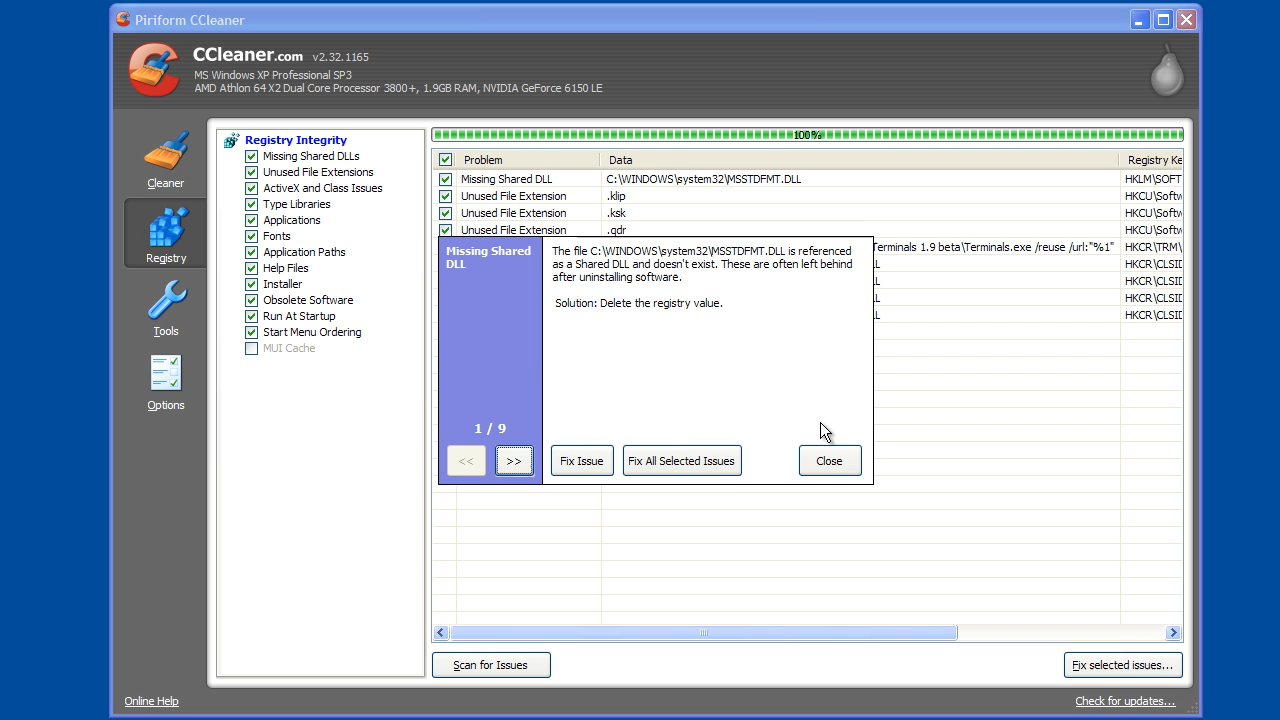 Piriform CCleaner
CCleaner.com v2.32.1165
MS Windows XP Professional SP3
AMD Athlon 64 X2 Dual Core Processor 3800+, 1.9GB RAM, NVIDIA GeForce 6150 LE
Cleaner
Registry
Tools
Options
Registry Integrity
Missing Shared DLLs
Unused File Extensions
ActiveX and Class Issues
Type Libraries
Applications
Fonts
Application Paths
Help Files
Installer
Obsolete Software
Run At Startup
Start Menu Ordering
MUI Cache
100%
Problem Data Registry Ke
Missing Shared DLL C:\WINDOWS\system32\MSSTDFMT.DLL HKLM\SOFT
Unused File Extension .klip HKCU\Softw
Unused File Extension .ksk HKCU\Softw
Unused File Extension .qdr HKCU\Softw
Terminals 1.9 beta\Terminals.exe /reuse /url:"%1" HKCR\TRM\
LL HKCR\CLSID
LL HKCR\CLSID
LL HKCR\CLSID
LL HKCR\CLSID
Missing Shared
DLL
The file C:\WINDOWS\system32\MSSTDFMT.DLL is referenced
as a Shared DLL and doesn't exist. These are often left behind
after uninstalling software.
Solution: Delete the registry value.
1 / 9
<< >> Fix Issue Fix All Selected Issues Close
Scan for Issues Fix selected issues...
Online Help Check for updates...